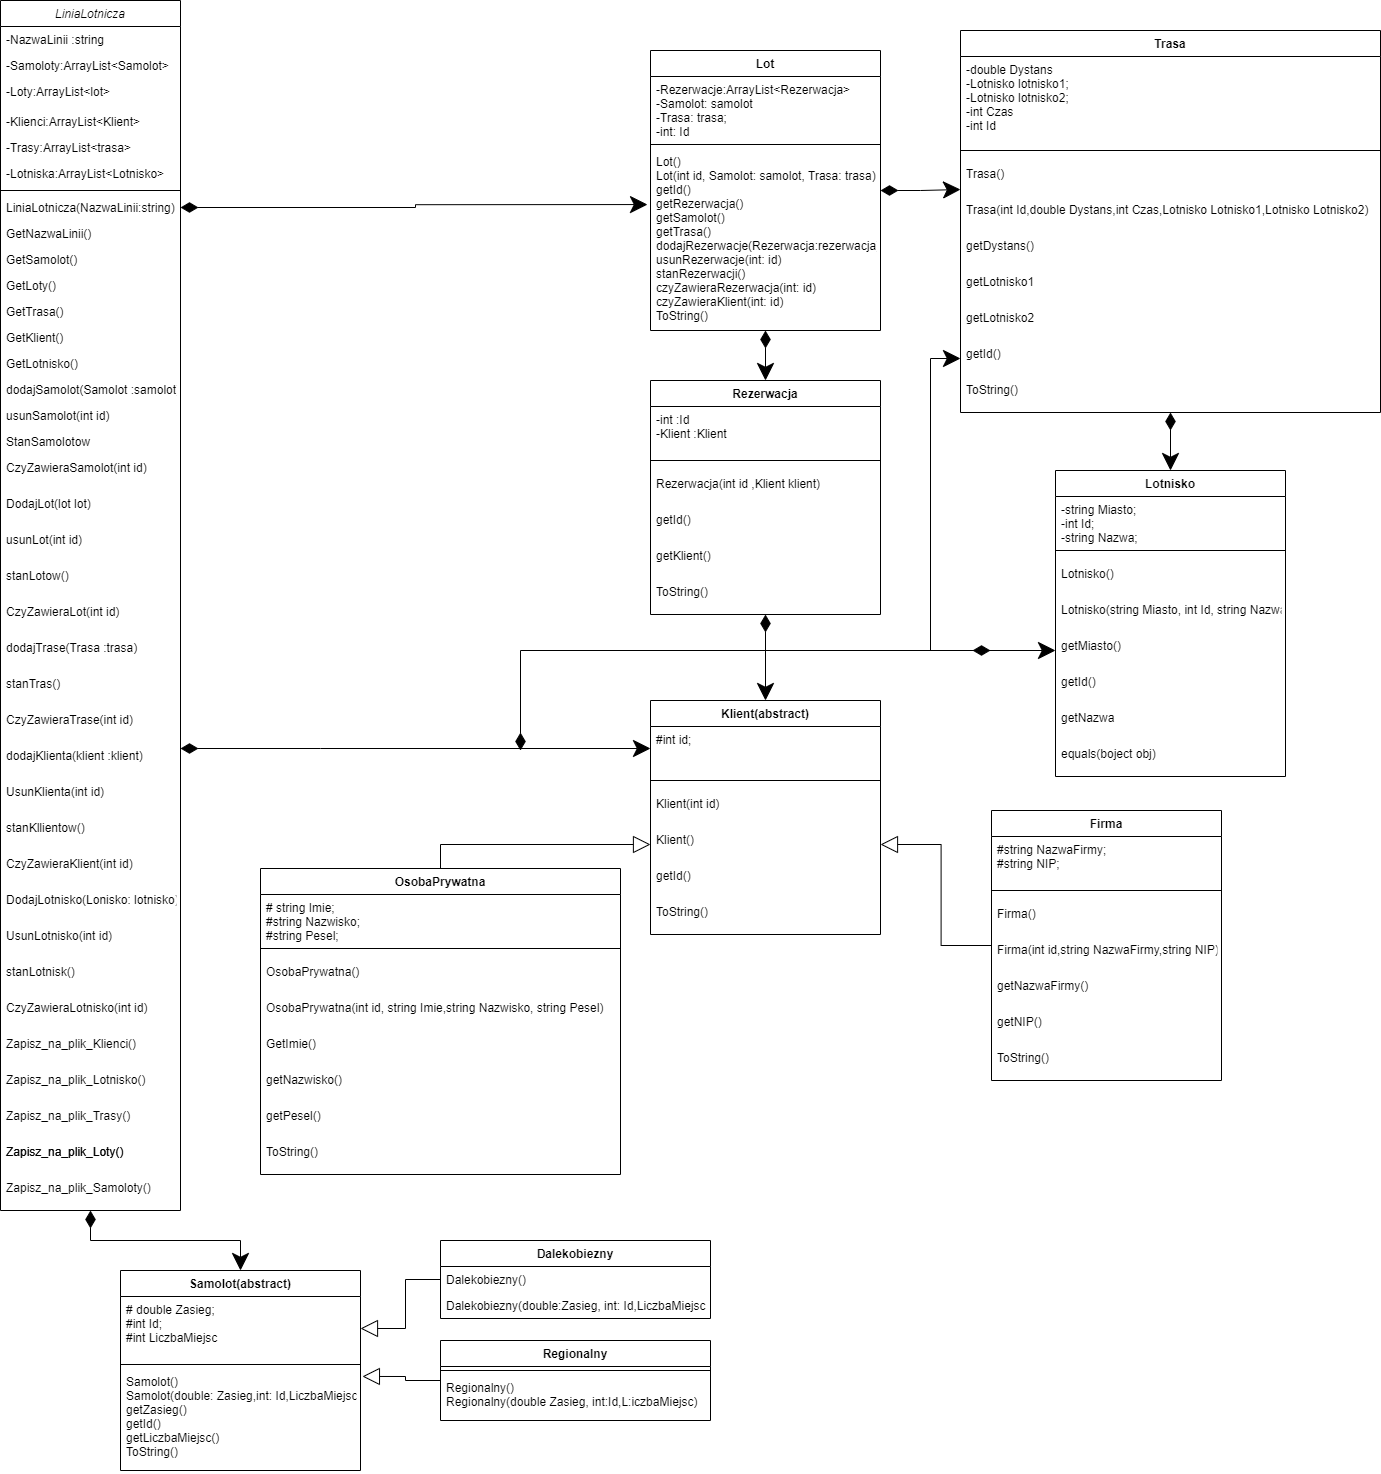 LiniaLotnicza
-NazwaLinii :string
-Samoloty:ArrayList<Samolot>
-Loty:ArrayList<lot>
-Klienci:ArrayList<Klient>
-Trasy:ArrayList<trasa>
-Lotniska:ArrayList<Lotnisko>
LiniaLotnicza(NazwaLinii:string)
GetNazwaLinii()
GetSamolot()
GetLoty()
GetTrasa()
GetKlient()
GetLotnisko()
dodajSamolot(Samolot :samolot
usunSamolot(int id)
StanSamolotow
CzyZawieraSamolot(int id)
DodajLot(lot lot)
usunLot(int id)
stanLotow()
CzyZawieraLot(int id)
dodajTrase(Trasa :trasa)
stanTras()
CzyZawieraTrase(int id)
dodajKlienta(klient :klient)
UsunKlienta(int id)
stanKllientow()
CzyZawieraKlient(int id)
DodajLotnisko(Lonisko: lotnisko)
UsunLotnisko(int id)
stanLotnisk()
CzyZawieraLotnisko(int id)
Zapisz_na_plik_Klienci()
Zapisz_na_plik_Lotnisko()
Zapisz_na_plik_Trasy()
Zapisz_na_plik_Loty()
Zapisz_na_plik_Samoloty()
Lot
-Rezerwacje:ArrayList<Rezerwacja>
-Samolot: samolot
-Trasa: trasa;
-int: Id
Lot()
Lot(int id, Samolot: samolot, Trasa: trasa)
getId()
getRezerwacja()
getSamolot()
getTrasa()
dodajRezerwacje(Rezerwacja:rezerwacja
usunRezerwacje(int: id)
stanRezerwacji()
czyZawieraRezerwacja(int: id)
czyZawieraKlient(int: id)
ToString()
Trasa
-double Dystans
-Lotnisko lotnisko1;
-Lotnisko lotnisko2;
-int Czas
-int Id
Trasa()
Trasa(int Id,double Dystans,int Czas,Lotnisko Lotnisko1,Lotnisko Lotnisko2)
getDystans()
getLotnisko1
getLotnisko2
getId()
ToString()
Rezerwacja
-int :Id
-Klient :Klient
Rezerwacja(int id ,Klient klient)
getId()
getKlient()
ToString()
Lotnisko
-string Miasto;
-int Id;
-string Nazwa;
Lotnisko()
Lotnisko(string Miasto, int Id, string Nazwa
getMiasto()
getId()
getNazwa
equals(boject obj)
Klient(abstract)
#int id;
Klient(int id)
Klient()
getId()
ToString()
Firma
#string NazwaFirmy;
#string NIP;
Firma()
Firma(int id,string NazwaFirmy,string NIP)
getNazwaFirmy()
getNIP()
ToString()
OsobaPrywatna
# string Imie;
#string Nazwisko;
#string Pesel;
OsobaPrywatna()
OsobaPrywatna(int id, string Imie,string Nazwisko, string Pesel)
GetImie()
getNazwisko()
getPesel()
ToString()
Samolot(abstract)
# double Zasieg;
#int Id;
#int LiczbaMiejsc
Samolot()
Samolot(double: Zasieg,int: Id,LiczbaMiejsc
getZasieg()
getId()
getLiczbaMiejsc()
ToString()
Dalekobiezny
Dalekobiezny()
Dalekobiezny(double:Zasieg, int: Id,LiczbaMiejsc
Regionalny
Regionalny()
Regionalny(double Zasieg, int:Id,L:iczbaMiejsc)